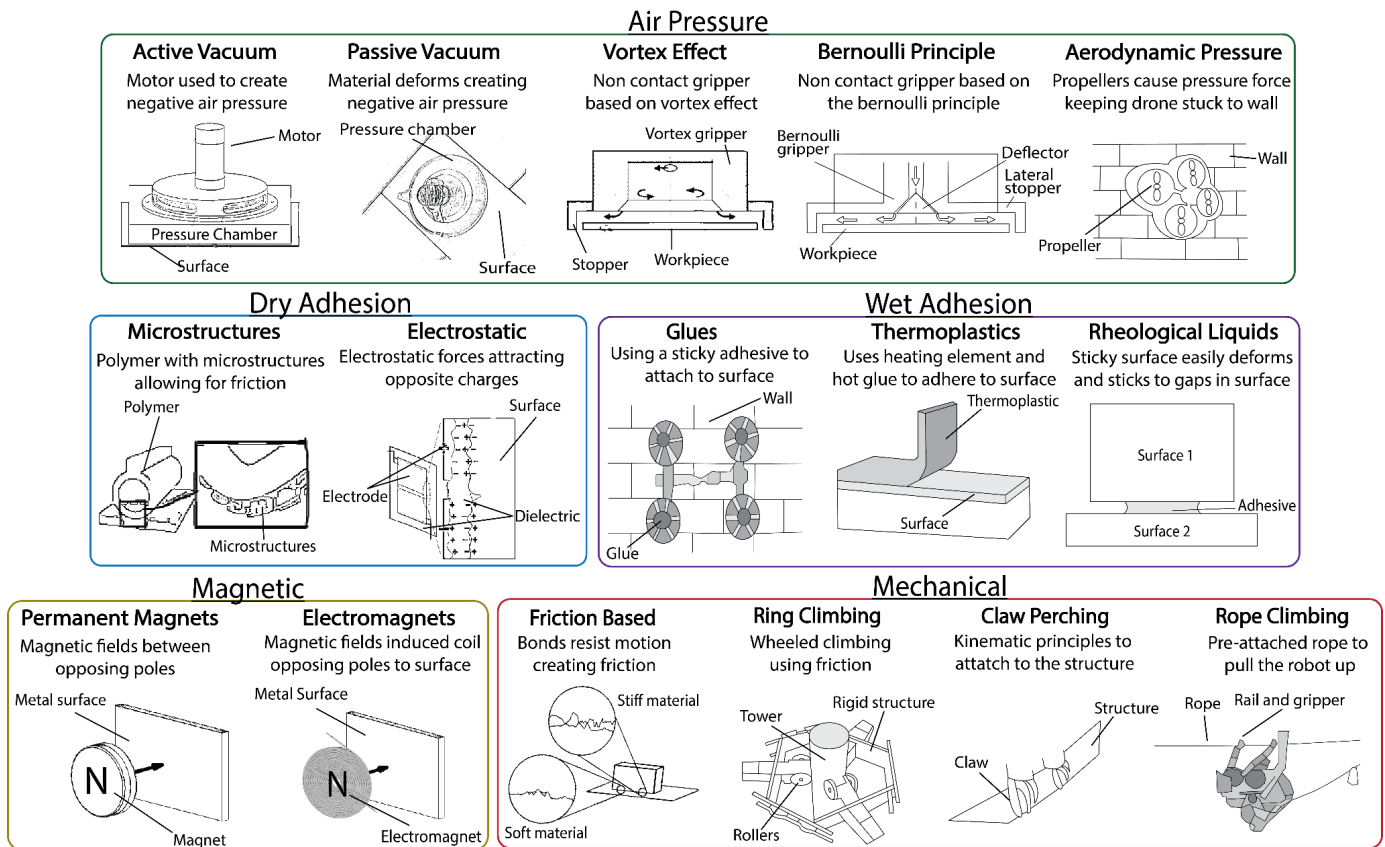 Air Pressure
Active Vacuum
Motor used to create
negative air pressure
Motor
Pressure Chamber
Surface
Passive Vacuum
Material deforms creating
negative air pressure
Pressure chamber
Surface
Vortex Effect
Non contact gripper
based on vortex effect
Vortex gripper
Stopper
Workpiece
Bernoulli Principle
Non contact gripper based on
the bernoulli principle
Bernoulli
gripper
Deflector
Lateral
stopper
Workpiece
Aerodynamic Pressure
Propellers cause pressure force
keeping drone stuck to wall
Wall
Propeller
Dry Adhesion
Microstructures
Polymer with microstructures
allowing for friction
Polymer
Microstructures
Electrostatic
Electrostatic forces attracting
opposite charges
Surface
Electrode
Dielectric
Wet Adhesion
Glues
Using a sticky adhesive to
attach to surface
Wall
Glue
Thermoplastics
Uses heating element and
hot glue to adhere to surface
Thermoplastic
Surface
Rheological Liquids
Sticky surface easily deforms
and sticks to gaps in surface
Surface 1
Adhesive
Surface 2
Magnetic
Permanent Magnets
Magnetic fields between
opposing poles
Metal surface
N
Magnet
Electromagnets
Magnetic fields induced coil
opposing poles to surface
Metal Surface
N
Electromagnet
Mechanical
Friction Based
Bonds resist motion
creating friction
Stiff material
Soft material
Ring Climbing
Wheeled climbing
using friction
Tower
Rigid structure
Rollers
Claw Perching
Kinematic principles to
attatch to the structure
Structure
Claw
Rope Climbing
Pre-attached rope to
pull the robot up
Rope
Rail and gripper